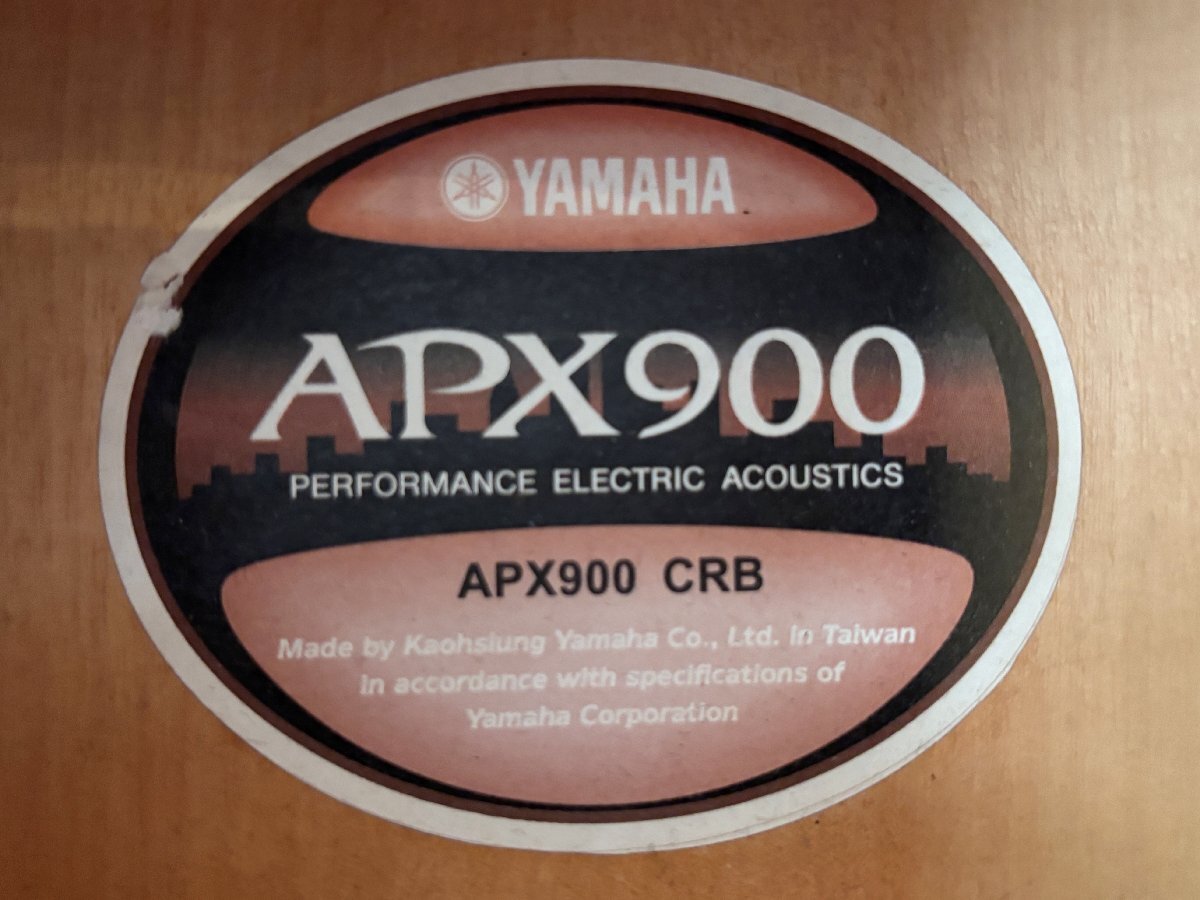 YAMAHA
APX900
PERFORMANCE ELECTRIC ACOUSTICS
APX900 CRB
Made by Kaohsiung Yamaha Co., Ltd. In Taiwan
In accordance with specifications of
Yamaha Corporation